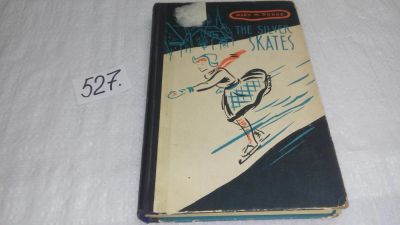 MARY M. DODGE
THE SILVER
SKATES
527.